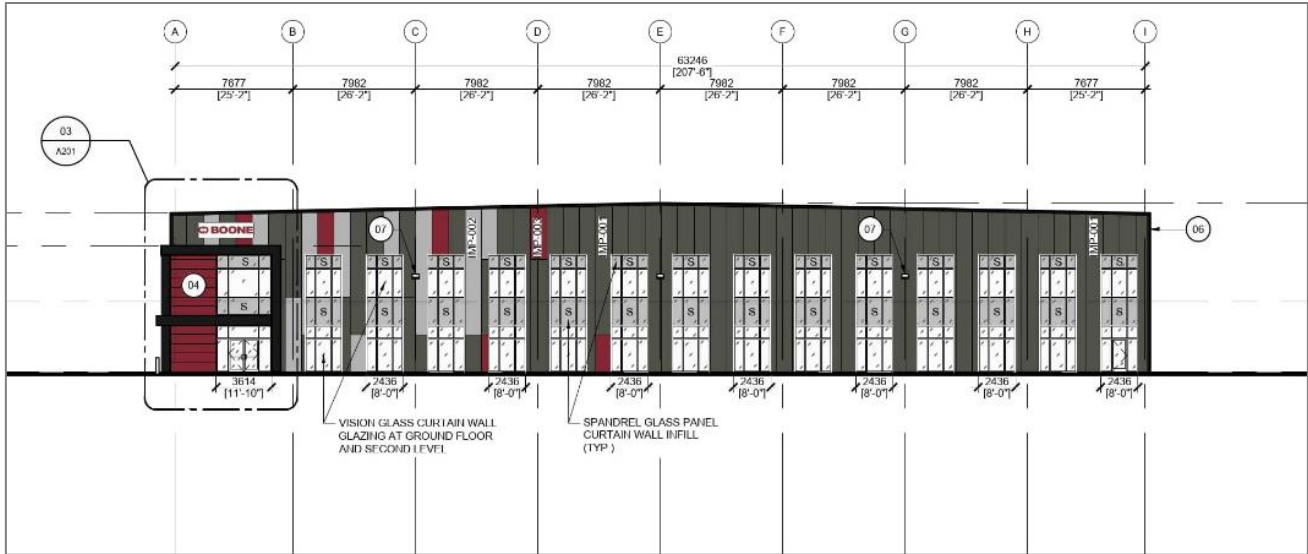 A B C D E F G H I
63246
[207'-6"]
7677 7982 7982 7982 7982 7982 7982 7677
[25'-2"] [26'-2"] [26'-2"] [26'-2"] [26'-2"] [26'-2"] [26'-2"] [25'-2"]
03
A201
BOONE
07
IMP-002
IMP-003
IMP-001
07
IMP-001
06
04
S S S S S S S S S S S S S S S
S S S S S S S S S S S S S S S
3614 2436 2436 2436 2436 2436 2436 2436
[11'-10"] [8'-0"] [8'-0"] [8'-0"] [8'-0"] [8'-0"] [8'-0"] [8'-0"]
VISION GLASS CURTAIN WALL
GLAZING AT GROUND FLOOR
AND SECOND LEVEL
SPANDREL GLASS PANEL
CURTAIN WALL INFILL
(TYP.)